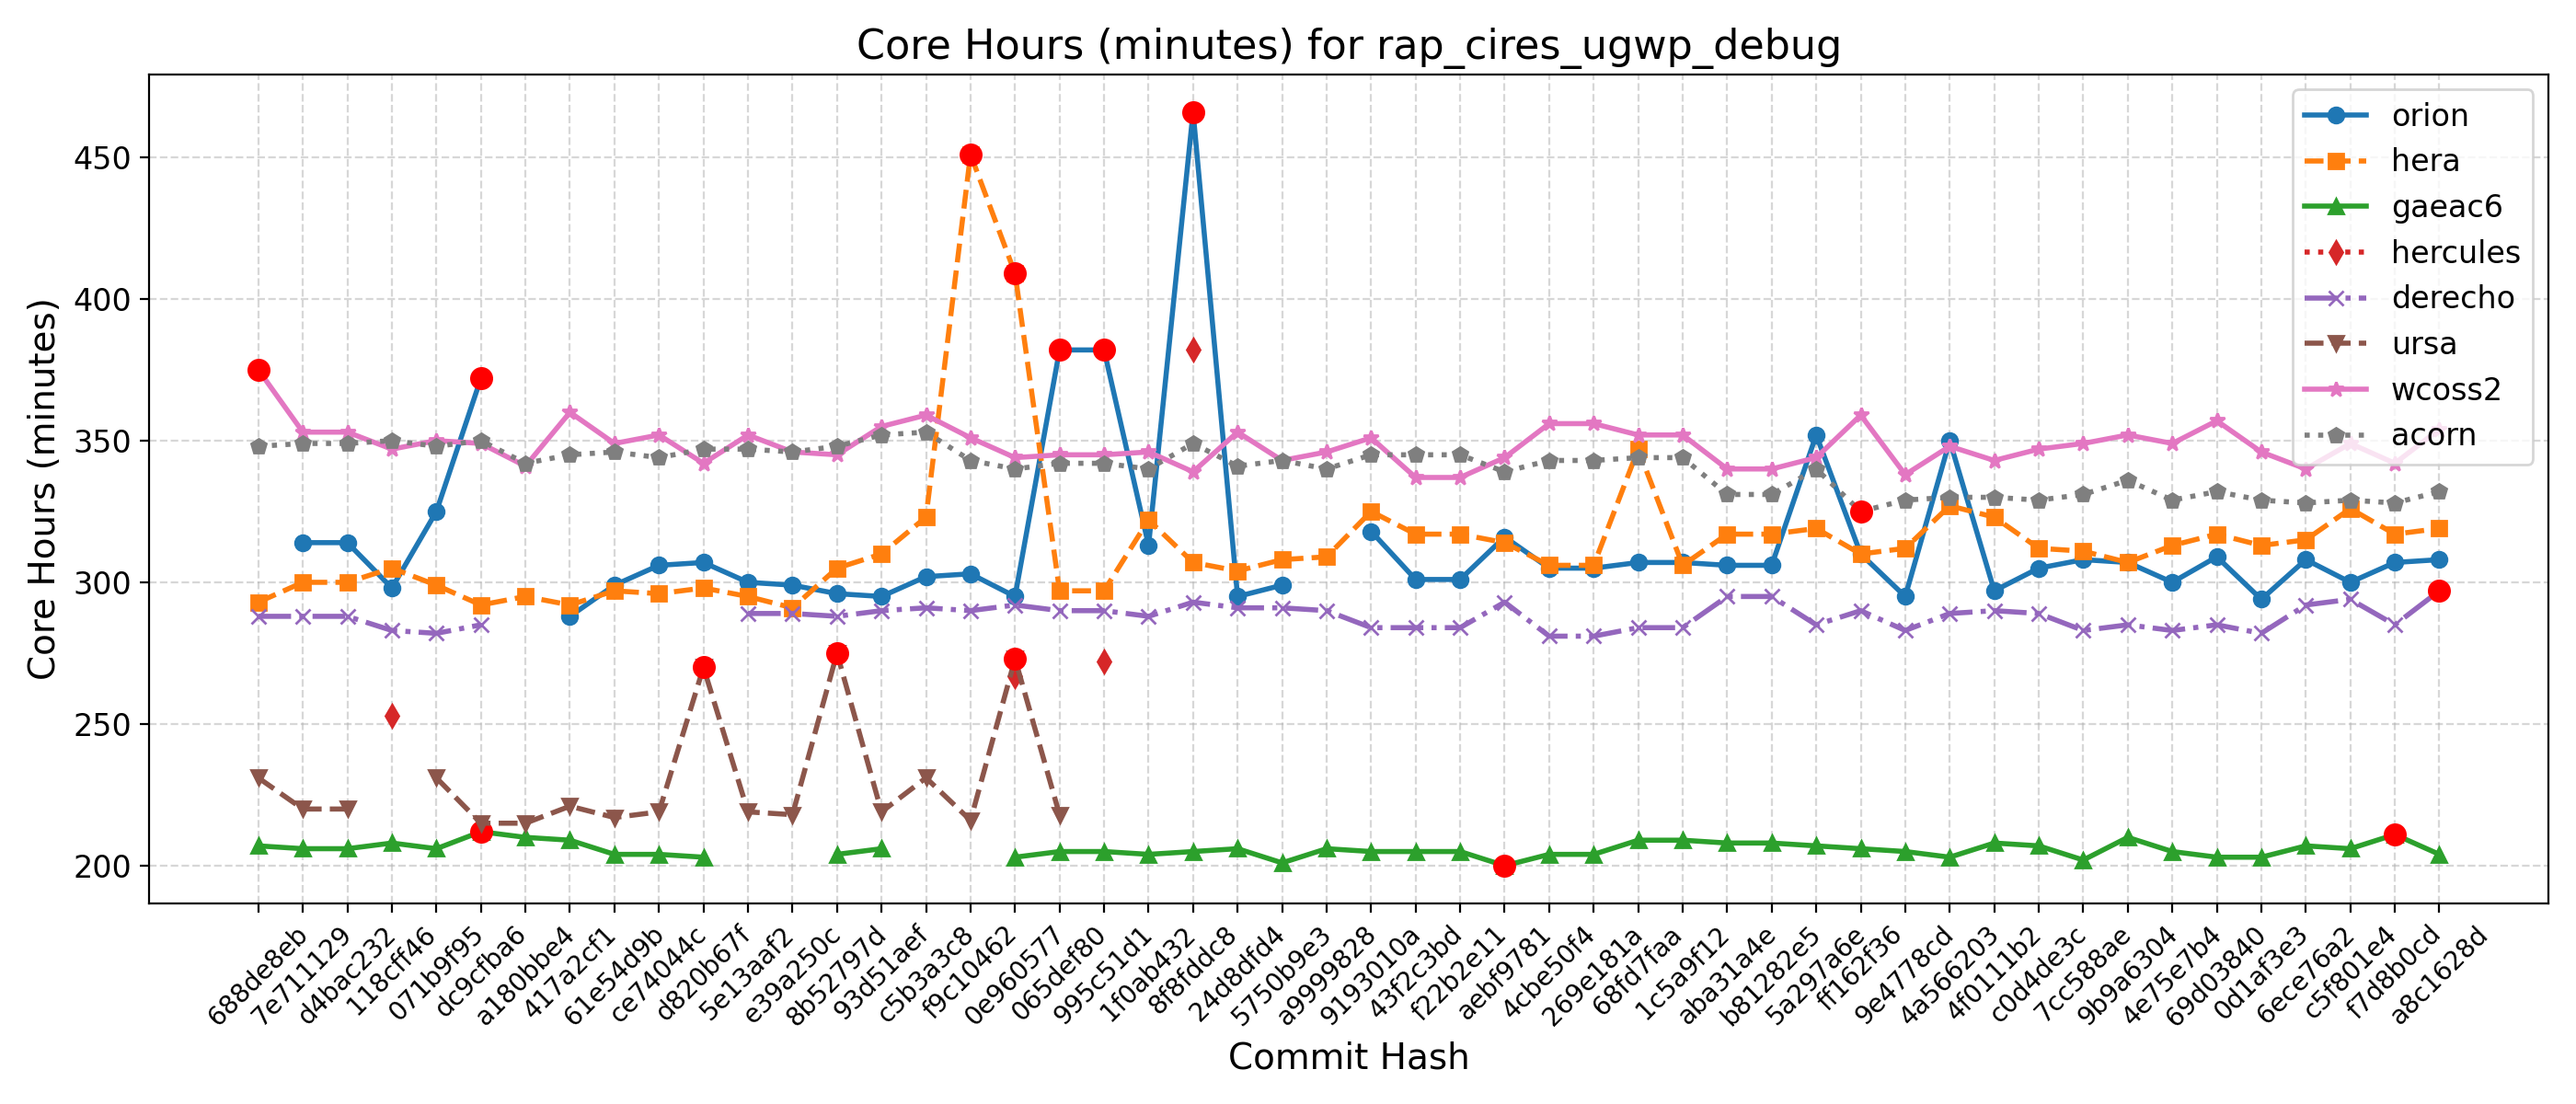 Core Hours (minutes) for rap_cires_ugwp_debug
Core Hours (minutes)
450
400
350
300
250
200
orion
hera
gaeac6
hercules
derecho
ursa
wcoss2
acorn
688de8eb
7e711129
d4bac232
118cff46
071b9f95
dc9cfba6
a180bbe4
417a2cf1
61e54d9b
ce74044c
d820b67f
5e13aaf2
e39a250c
8b52797d
93d51aef
c5b3a3c8
f9c10462
0e960577
065def80
995c51d1
1f0ab432
8f8fddc8
24d8dfd4
5750b9e3
a9999828
9193010a
43f2c3bd
f22b2e11
aebf9781
4cbe50f4
269e181a
68fd7faa
1c5a9f12
aba31a4e
b81282e5
5a297a6e
ff162f36
9e4778cd
4a566203
4f0111b2
c0d4de3c
7cc588ae
9b9a6304
4e75e7b4
69d03840
0d1af3e3
6ece76a2
c5f801e4
f7d8b0cd
a8c1628d
Commit Hash